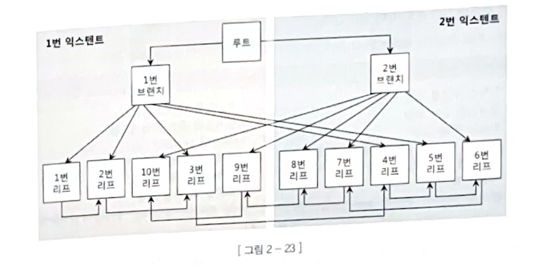 1번 익스텐트
2번 익스텐트
루트
1번
브랜치
2번
브랜치
1번
리프
2번
리프
10번
리프
3번
리프
9번
리프
8번
리프
7번
리프
4번
리프
5번
리프
6번
리프
[ 그림 2 - 23 ]